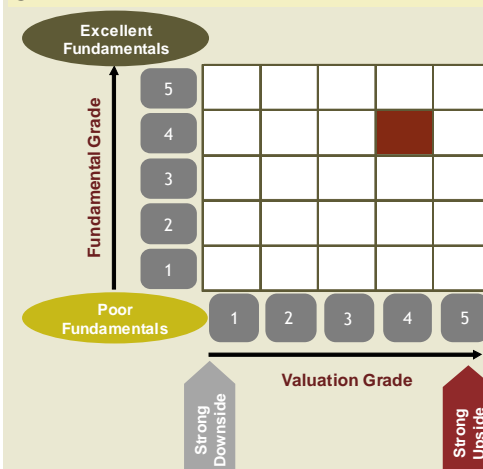 Excellent
Fundamentals
Fundamental Grade
5
4
3
2
1
Poor
Fundamentals
1
2
3
4
5
Valuation Grade
Strong
Downside
Strong
Upside